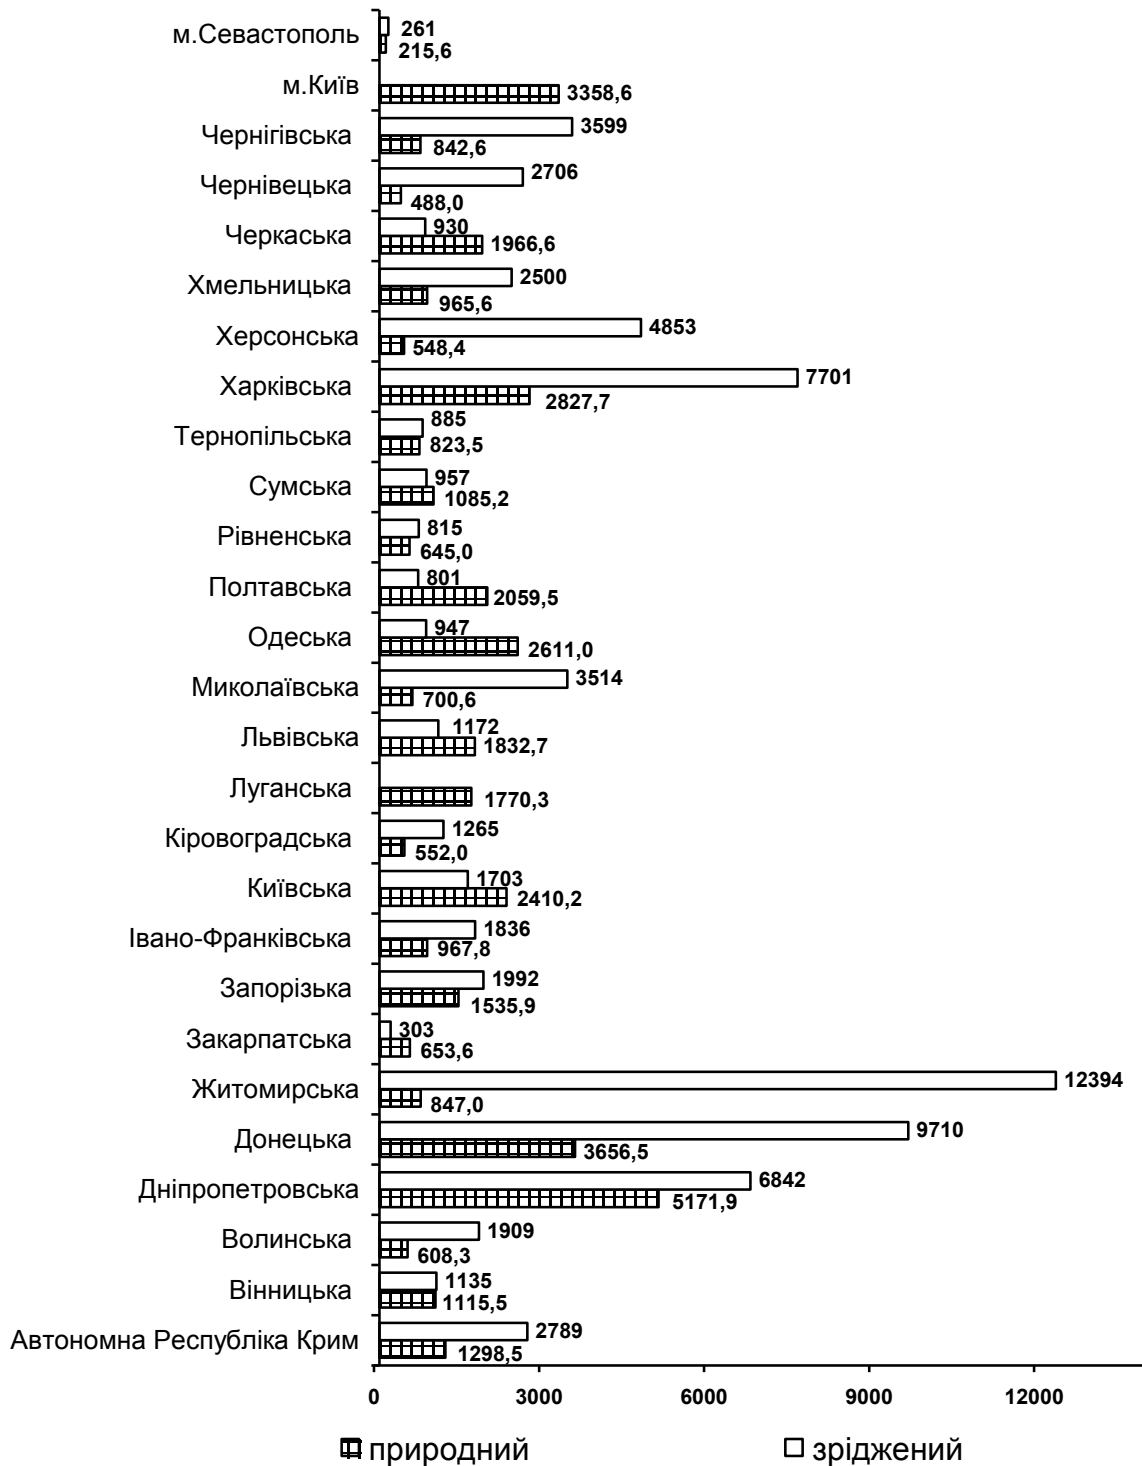 м.Севастополь 261
215,6
м.Київ 3358,6
Чернігівська 3599
842,6
Чернівецька 2706
488,0
Черкаська 930
1966,6
Хмельницька 2500
965,6
Херсонська 4853
548,4
Харківська 7701
2827,7
Тернопільська 885
823,5
Сумська 957
1085,2
Рівненська 815
645,0
Полтавська 801
2059,5
Одеська 947
2611,0
Миколаївська 3514
700,6
Львівська 1172
1832,7
Луганська 1770,3
Кіровоградська 1265
552,0
Київська 1703
2410,2
Івано-Франківська 1836
967,8
Запорізька 1992
1535,9
Закарпатська 303
653,6
Житомирська 12394
847,0
Донецька 9710
3656,5
Дніпропетровська 6842
5171,9
Волинська 1909
608,3
Вінницька 1135
1115,5
Автономна Республіка Крим 2789
1298,5
0 3000 6000 9000 12000
природний зріджений